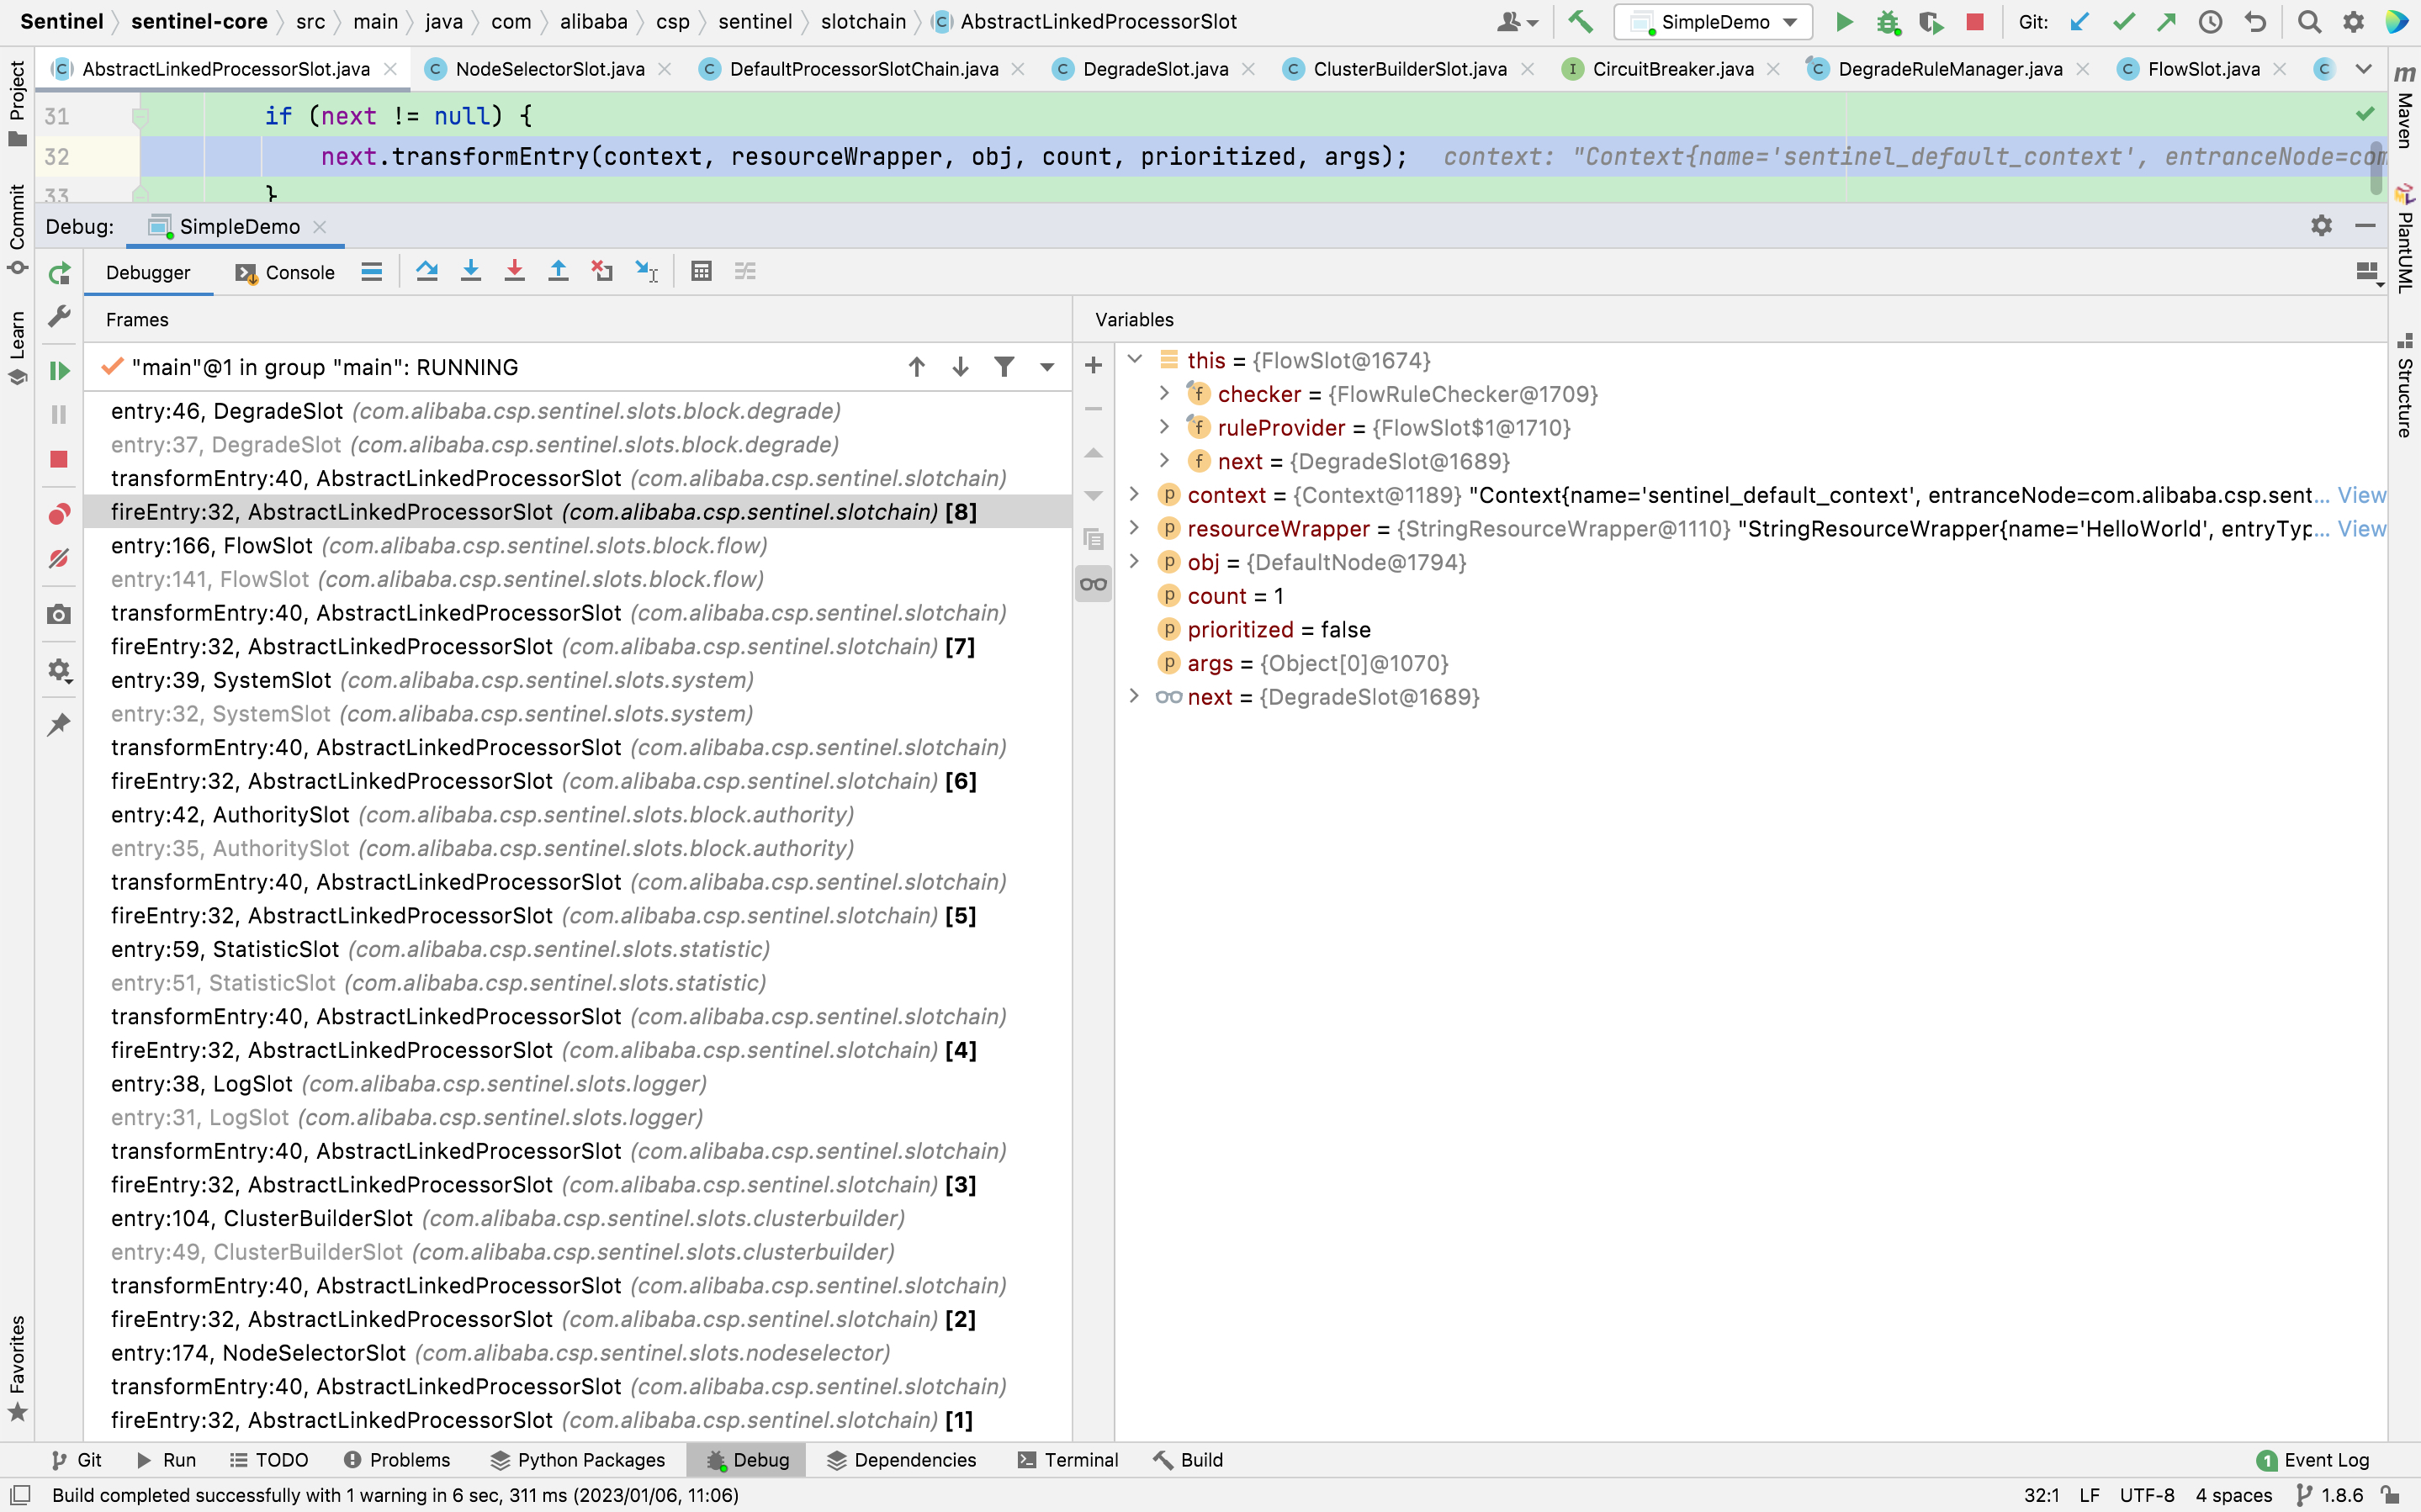 Sentinel sentinel-core src main java com alibaba csp sentinel slotchain AbstractLinkedProcessorSlot SimpleDemo Git:
AbstractLinkedProcessorSlot.java NodeSelectorSlot.java DefaultProcessorSlotChain.java DegradeSlot.java ClusterBuilderSlot.java CircuitBreaker.java DegradeRuleManager.java FlowSlot.java
31 if (next != null) {
32 next.transformEntry(context, resourceWrapper, obj, count, prioritized, args); context: "Context{name='sentinel_default_context', entranceNode=com
33 }
Project
Commit
Learn
Favorites
Maven
PlantUML
Structure
Debug: SimpleDemo
Debugger Console
Frames
"main"@1 in group "main": RUNNING
entry:46, DegradeSlot (com.alibaba.csp.sentinel.slots.block.degrade)
entry:37, DegradeSlot (com.alibaba.csp.sentinel.slots.block.degrade)
transformEntry:40, AbstractLinkedProcessorSlot (com.alibaba.csp.sentinel.slotchain)
fireEntry:32, AbstractLinkedProcessorSlot (com.alibaba.csp.sentinel.slotchain) [8]
entry:166, FlowSlot (com.alibaba.csp.sentinel.slots.block.flow)
entry:141, FlowSlot (com.alibaba.csp.sentinel.slots.block.flow)
transformEntry:40, AbstractLinkedProcessorSlot (com.alibaba.csp.sentinel.slotchain)
fireEntry:32, AbstractLinkedProcessorSlot (com.alibaba.csp.sentinel.slotchain) [7]
entry:39, SystemSlot (com.alibaba.csp.sentinel.slots.system)
entry:32, SystemSlot (com.alibaba.csp.sentinel.slots.system)
transformEntry:40, AbstractLinkedProcessorSlot (com.alibaba.csp.sentinel.slotchain)
fireEntry:32, AbstractLinkedProcessorSlot (com.alibaba.csp.sentinel.slotchain) [6]
entry:42, AuthoritySlot (com.alibaba.csp.sentinel.slots.block.authority)
entry:35, AuthoritySlot (com.alibaba.csp.sentinel.slots.block.authority)
transformEntry:40, AbstractLinkedProcessorSlot (com.alibaba.csp.sentinel.slotchain)
fireEntry:32, AbstractLinkedProcessorSlot (com.alibaba.csp.sentinel.slotchain) [5]
entry:59, StatisticSlot (com.alibaba.csp.sentinel.slots.statistic)
entry:51, StatisticSlot (com.alibaba.csp.sentinel.slots.statistic)
transformEntry:40, AbstractLinkedProcessorSlot (com.alibaba.csp.sentinel.slotchain)
fireEntry:32, AbstractLinkedProcessorSlot (com.alibaba.csp.sentinel.slotchain) [4]
entry:38, LogSlot (com.alibaba.csp.sentinel.slots.logger)
entry:31, LogSlot (com.alibaba.csp.sentinel.slots.logger)
transformEntry:40, AbstractLinkedProcessorSlot (com.alibaba.csp.sentinel.slotchain)
fireEntry:32, AbstractLinkedProcessorSlot (com.alibaba.csp.sentinel.slotchain) [3]
entry:104, ClusterBuilderSlot (com.alibaba.csp.sentinel.slots.clusterbuilder)
entry:49, ClusterBuilderSlot (com.alibaba.csp.sentinel.slots.clusterbuilder)
transformEntry:40, AbstractLinkedProcessorSlot (com.alibaba.csp.sentinel.slotchain)
fireEntry:32, AbstractLinkedProcessorSlot (com.alibaba.csp.sentinel.slotchain) [2]
entry:174, NodeSelectorSlot (com.alibaba.csp.sentinel.slots.nodeselector)
transformEntry:40, AbstractLinkedProcessorSlot (com.alibaba.csp.sentinel.slotchain)
fireEntry:32, AbstractLinkedProcessorSlot (com.alibaba.csp.sentinel.slotchain) [1]
Variables
this = {FlowSlot@1674}
checker = {FlowRuleChecker@1709}
ruleProvider = {FlowSlot$1@1710}
next = {DegradeSlot@1689}
context = {Context@1189} "Context{name='sentinel_default_context', entranceNode=com.alibaba.csp.sent... View
resourceWrapper = {StringResourceWrapper@1110} "StringResourceWrapper{name='HelloWorld', entryTyp... View
obj = {DefaultNode@1794}
count = 1
prioritized = false
args = {Object[0]@1070}
next = {DegradeSlot@1689}
Git Run TODO Problems Python Packages Debug Dependencies Terminal Build 1 Event Log
Build completed successfully with 1 warning in 6 sec, 311 ms (2023/01/06, 11:06) 32:1 LF UTF-8 4 spaces 1.8.6